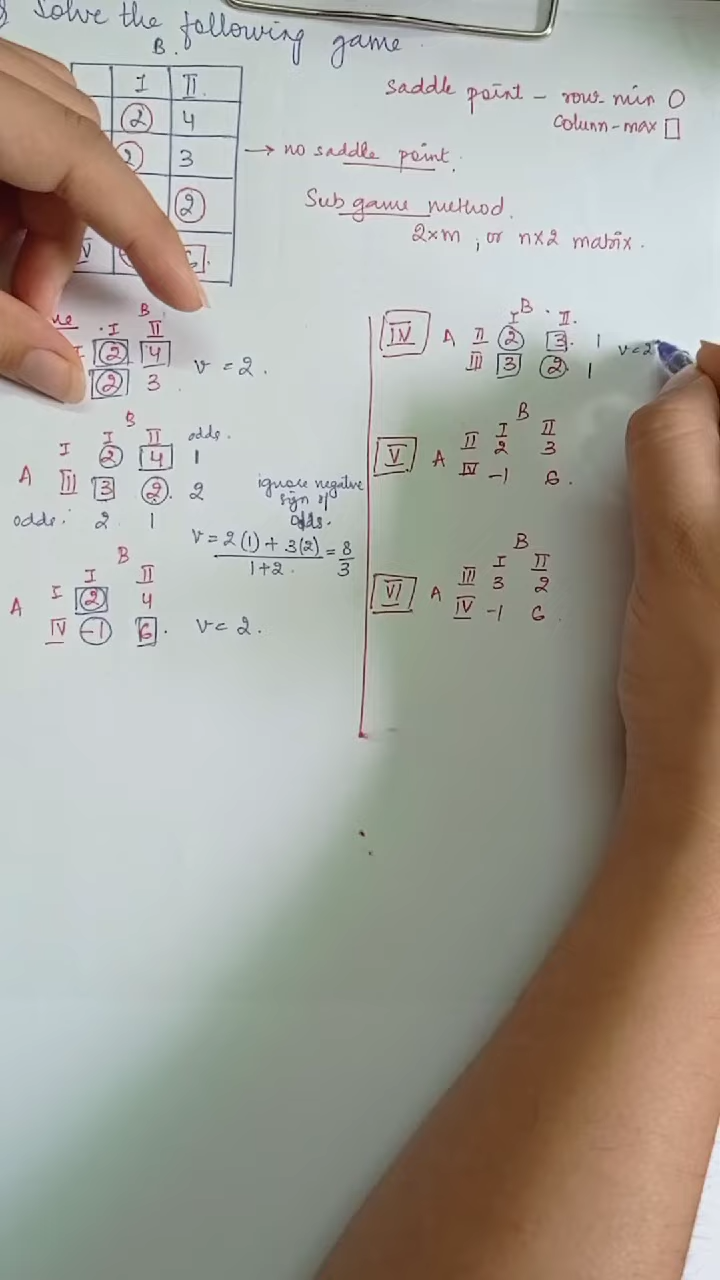 Solve the following game.
B.
I II
2 4
2) 3
2
IV 6.
→ no saddle point.
Saddle point - row-min O
Column-max □
Sub game method.
2×m, or n×2 matrix.
B
I II
2 4
2 3
v = 2.
B
I I II odds.
2 4 1
A III 3 2. 2
odds: 2 1
ignore negative
sign of
odds.
v = 2(1) + 3(2) = 8
1+2. 3
B
I II
A I 2 4
IV -1 6. v = 2.
IV B
I II.
A II 2 3. 1
III 3 2. 1
v = 2
V B
I II
A II 2 3
IV -1 6.
VI B
I II
A III 3 2
IV -1 6.